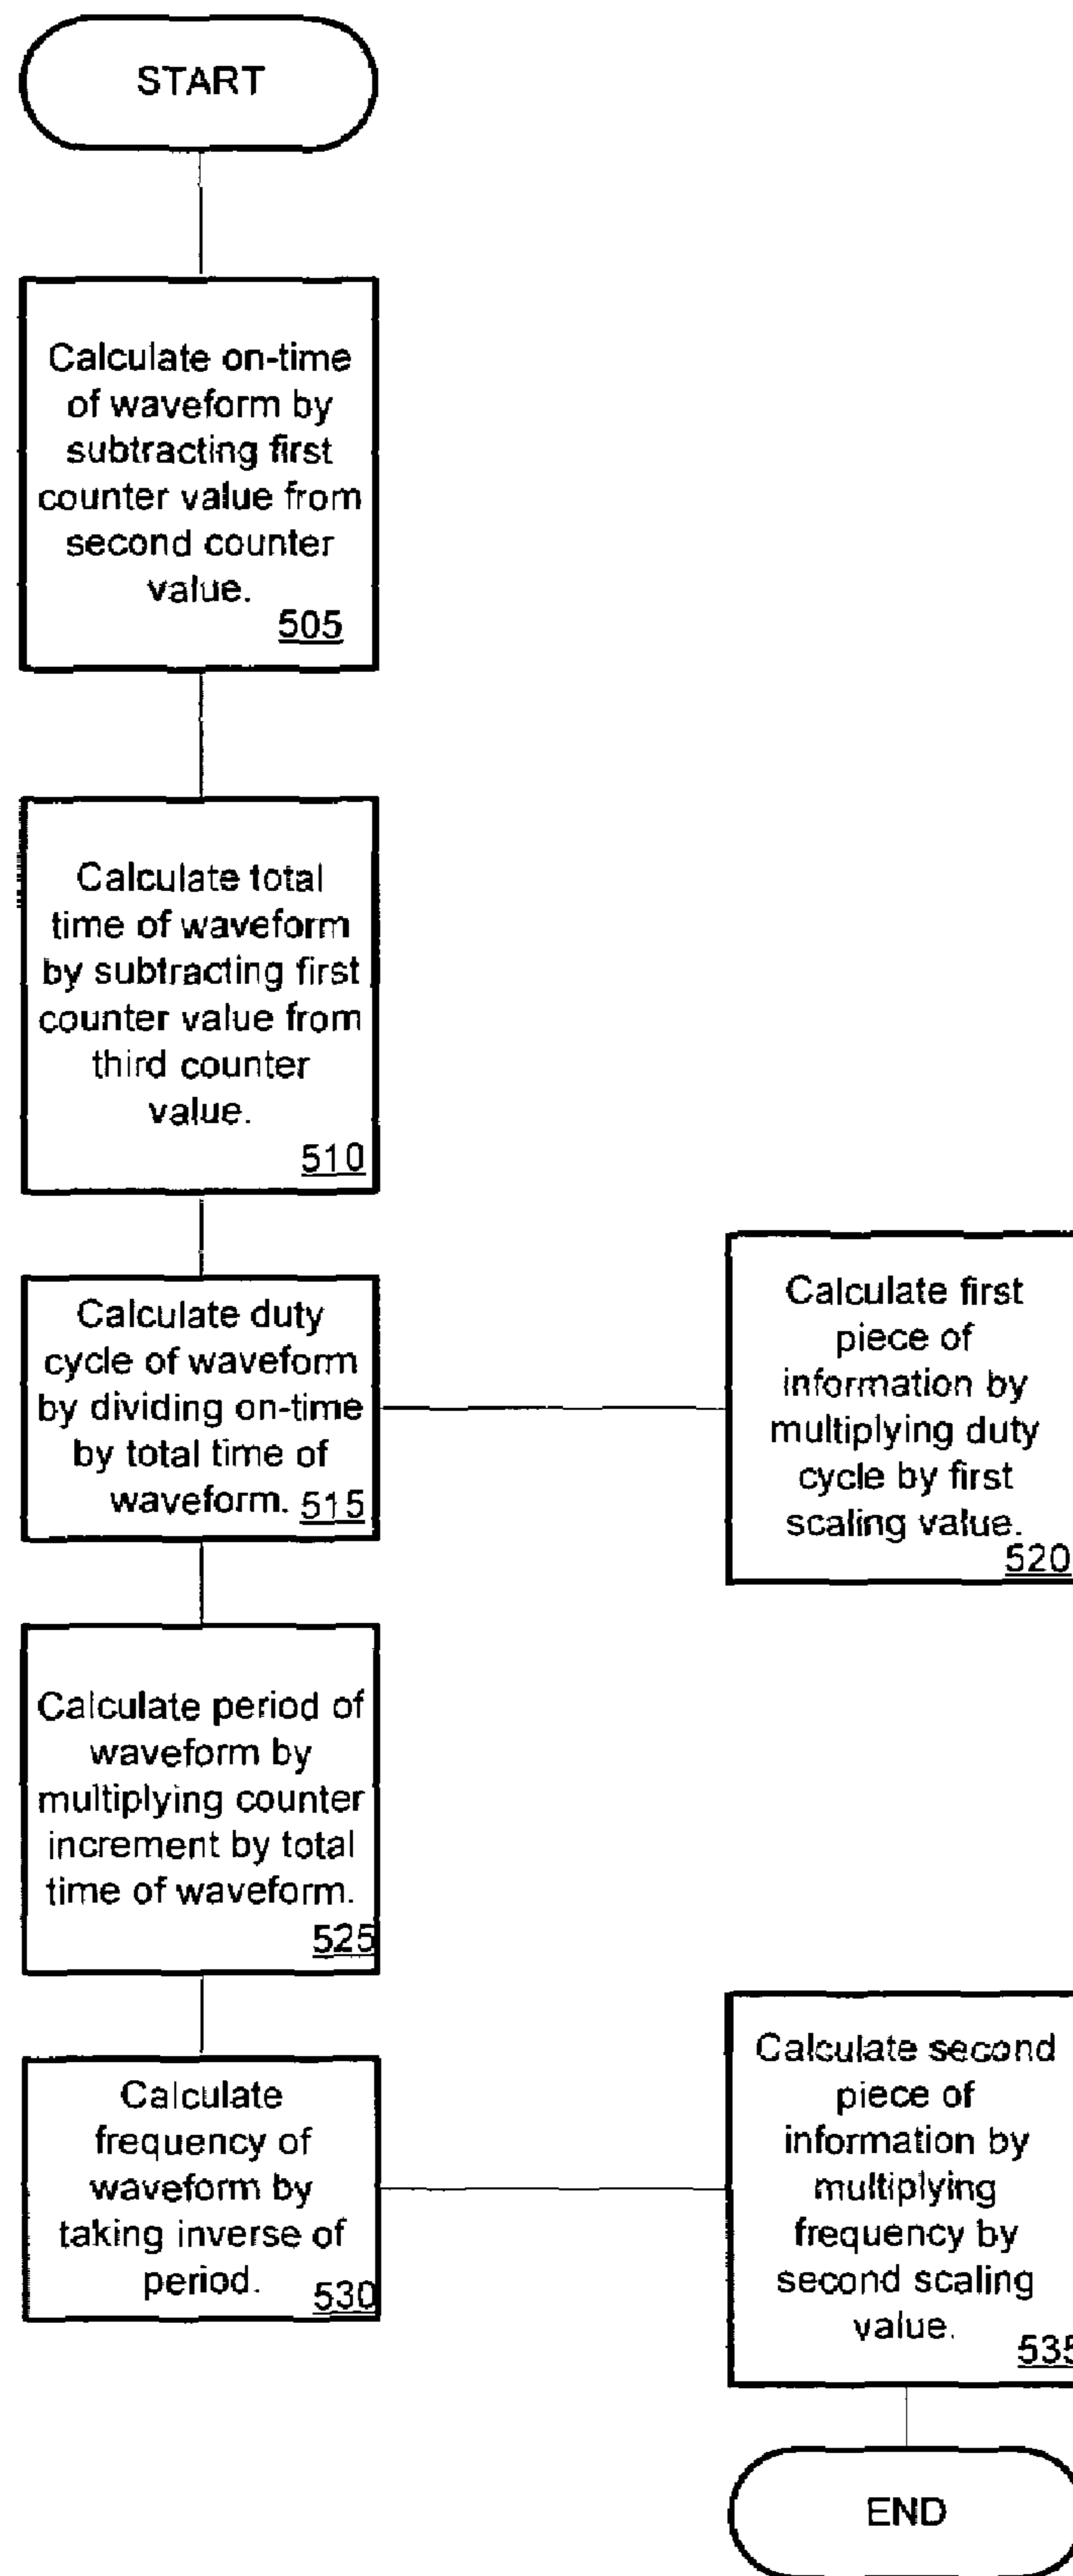 START
Calculate on-time
of waveform by
subtracting first
counter value from
second counter
value.
505
Calculate total
time of waveform
by subtracting first
counter value from
third counter
value.
510
Calculate duty
cycle of waveform
by dividing on-time
by total time of
waveform. 515
Calculate first
piece of
information by
multiplying duty
cycle by first
scaling value.
520
Calculate period of
waveform by
multiplying counter
increment by total
time of waveform.
525
Calculate
frequency of
waveform by
taking inverse of
period. 530
Calculate second
piece of
information by
multiplying
frequency by
second scaling
value.
535
END